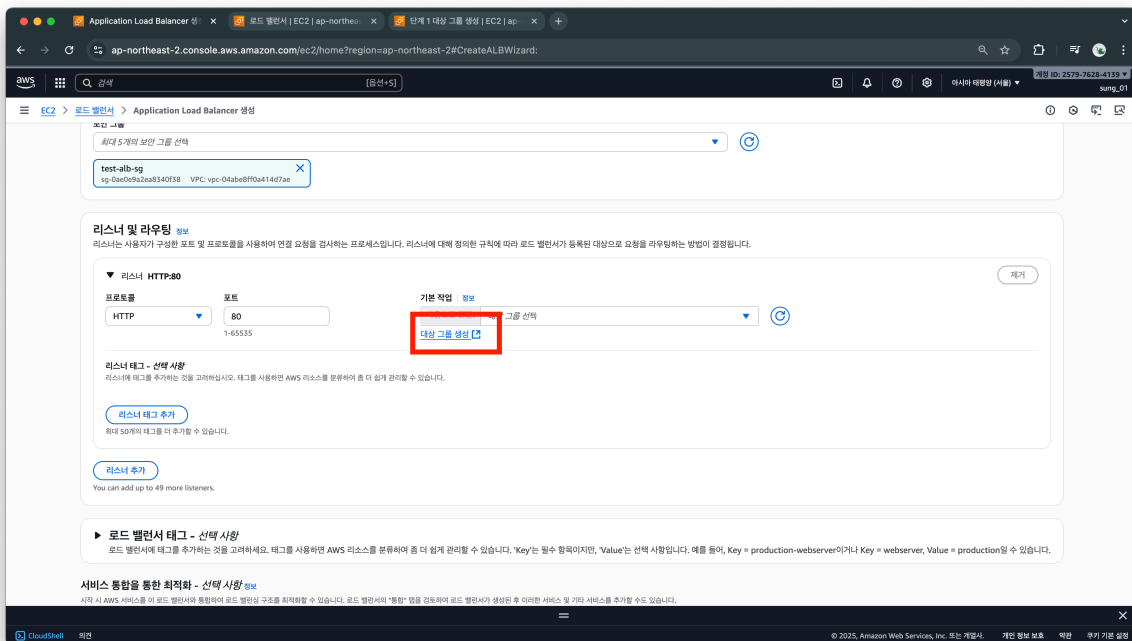 Application Load Balancer 생성
로드 밸런서 | EC2 | ap-northeas
단계 1 대상 그룹 생성 | EC2 | ap-
ap-northeast-2.console.aws.amazon.com/ec2/home?region=ap-northeast-2#CreateALBWizard:
aws
검색
[옵션+S]
아시아 태평양 (서울)
계정 ID: 2579-7628-4139
sung_01
EC2 > 로드 밸런서 > Application Load Balancer 생성
보안 그룹
최대 5개의 보안 그룹 선택
test-alb-sg
sg-0ae0e9a2ea8340f38 VPC: vpc-04abe8ff0a414d7ae
리스너 및 라우팅 정보
리스너는 사용자가 구성한 포트 및 프로토콜을 사용하여 연결 요청을 검사하는 프로세스입니다. 리스너에 대해 정의한 규칙에 따라 로드 밸런서가 등록된 대상으로 요청을 라우팅하는 방법이 결정됩니다.
리스너 HTTP:80
제거
프로토콜 포트 기본 작업 정보
HTTP 80 그룹 선택
1-65535 대상 그룹 생성
리스너 태그 - 선택 사항
리스너에 태그를 추가하는 것을 고려하십시오. 태그를 사용하면 AWS 리소스를 분류하여 좀 더 쉽게 관리할 수 있습니다.
리스너 태그 추가
최대 50개의 태그를 더 추가할 수 있습니다.
리스너 추가
You can add up to 49 more listeners.
로드 밸런서 태그 - 선택 사항
로드 밸런서에 태그를 추가하는 것을 고려하세요. 태그를 사용하면 AWS 리소스를 분류하여 좀 더 쉽게 관리할 수 있습니다. 'Key'는 필수 항목이지만, 'Value'는 선택 사항입니다. 예를 들어, Key = production-webserver이거나 Key = webserver, Value = production일 수 있습니다.
서비스 통합을 통한 최적화 - 선택 사항 정보
시작 시 AWS 서비스를 이 로드 밸런서와 통합하여 로드 밸런싱 구조를 최적화할 수 있습니다. 로드 밸런서의 "통합" 탭을 검토하여 로드 밸런서가 생성된 후 이러한 서비스 및 기타 서비스를 추가할 수도 있습니다.
CloudShell 의견
© 2025, Amazon Web Services, Inc. 또는 계열사. 개인 정보 보호 약관 쿠키 기본 설정